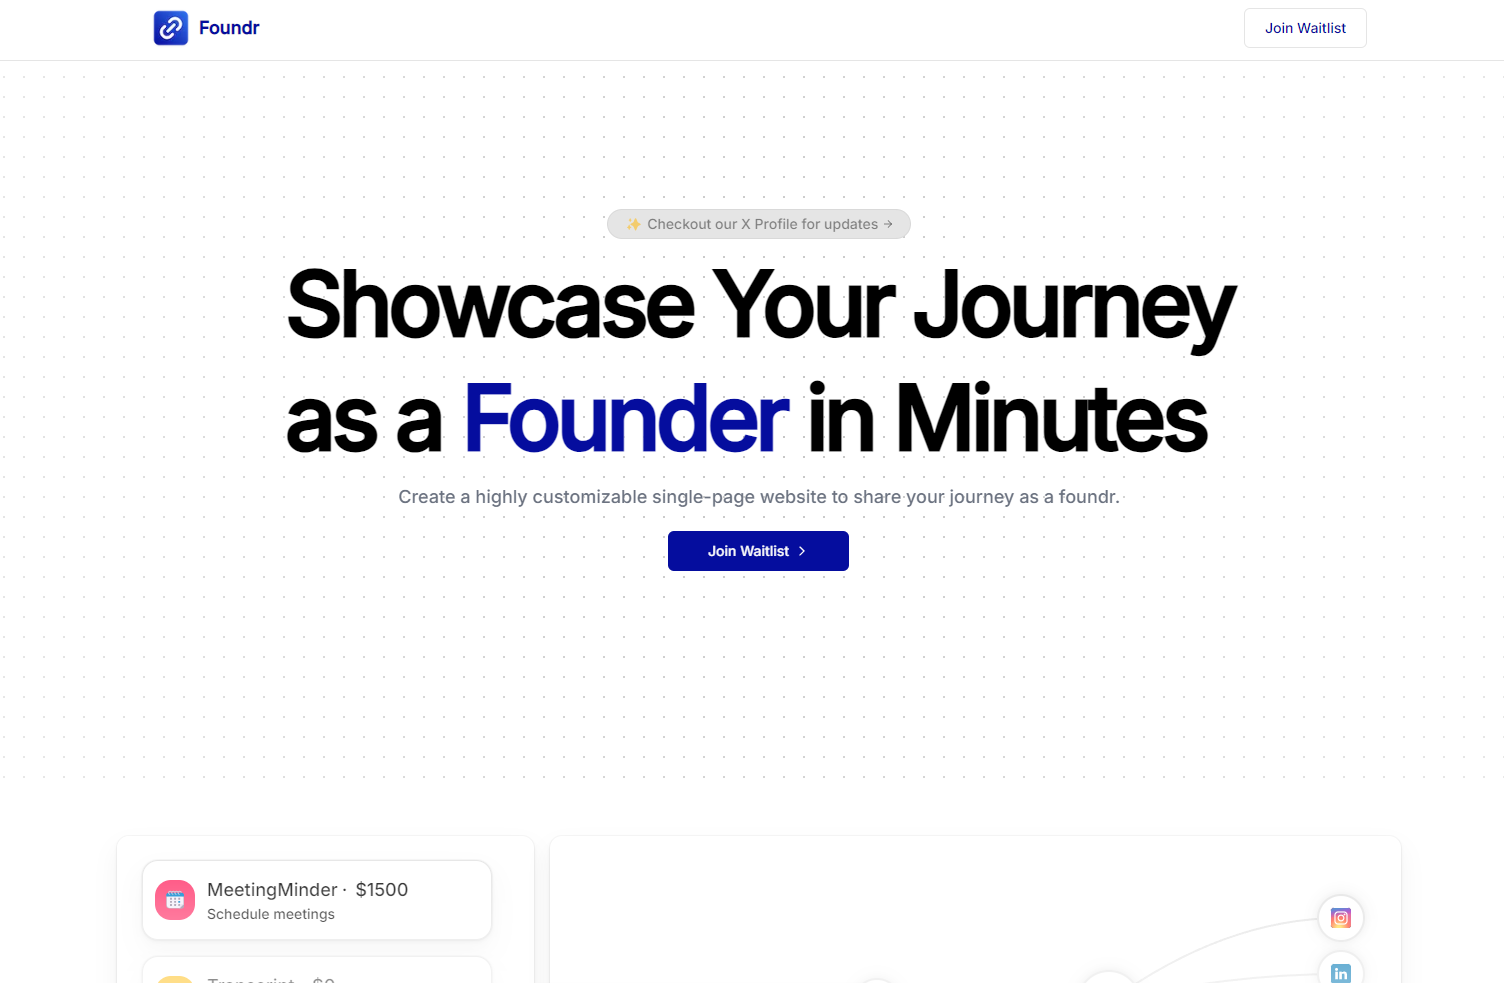 Foundr
Join Waitlist
✨ Checkout our X Profile for updates →
Showcase Your Journey
as a Founder in Minutes
Create a highly customizable single-page website to share your journey as a foundr.
Join Waitlist >
MeetingMinder · $1500
Schedule meetings
in